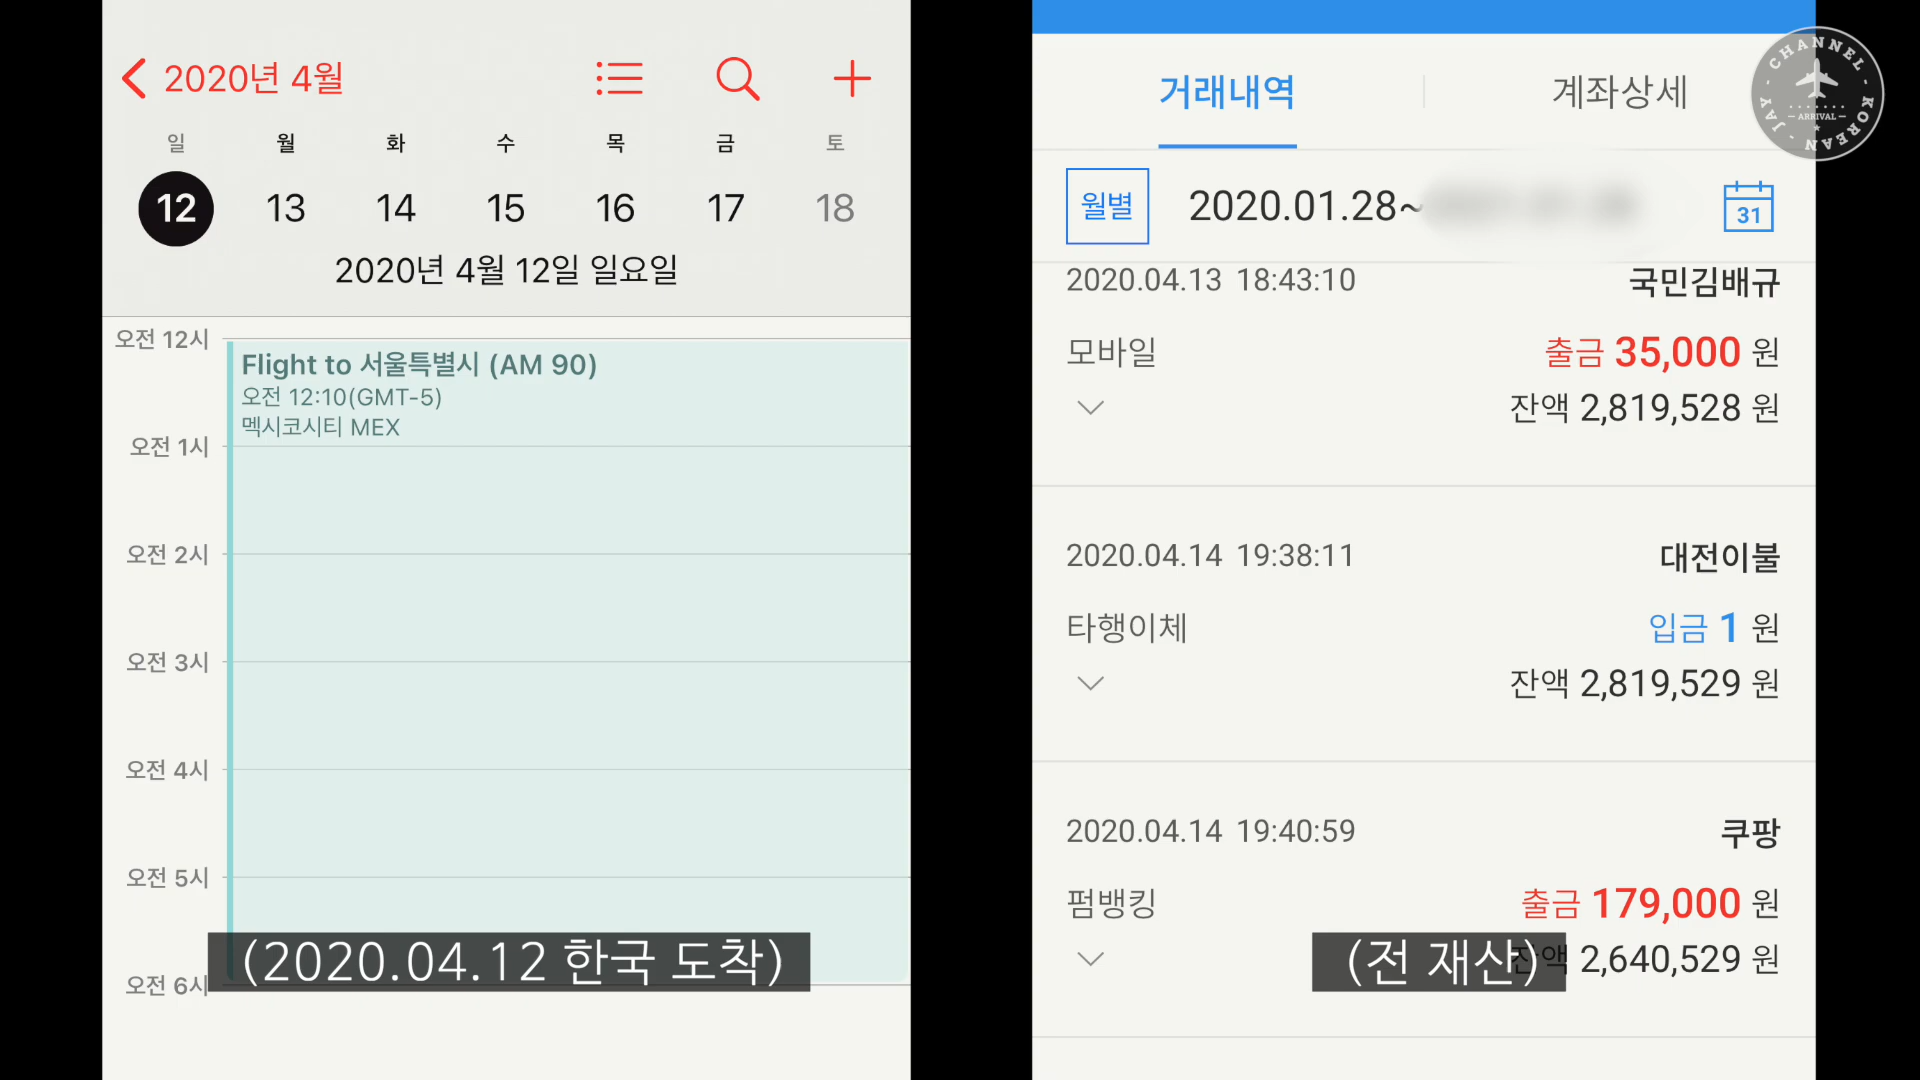 2020년 4월
일 월 화 수 목 금 토
12 13 14 15 16 17 18
2020년 4월 12일 일요일
오전 12시
Flight to 서울특별시 (AM 90)
오전 12:10(GMT-5)
멕시코시티 MEX
오전 1시
오전 2시
오전 3시
오전 4시
오전 5시
오전 6시
(2020.04.12 한국 도착)
거래내역 계좌상세
월별 2020.01.28~
31
2020.04.13 18:43:10 국민김배규
모바일 출금 35,000 원
잔액 2,819,528 원
2020.04.14 19:38:11 대전이불
타행이체 입금 1 원
잔액 2,819,529 원
2020.04.14 19:40:59 쿠팡
펌뱅킹 출금 179,000 원
잔액 2,640,529 원
(전 재산)
CHANNEL - KOREAN - JAY -
ARRIVAL